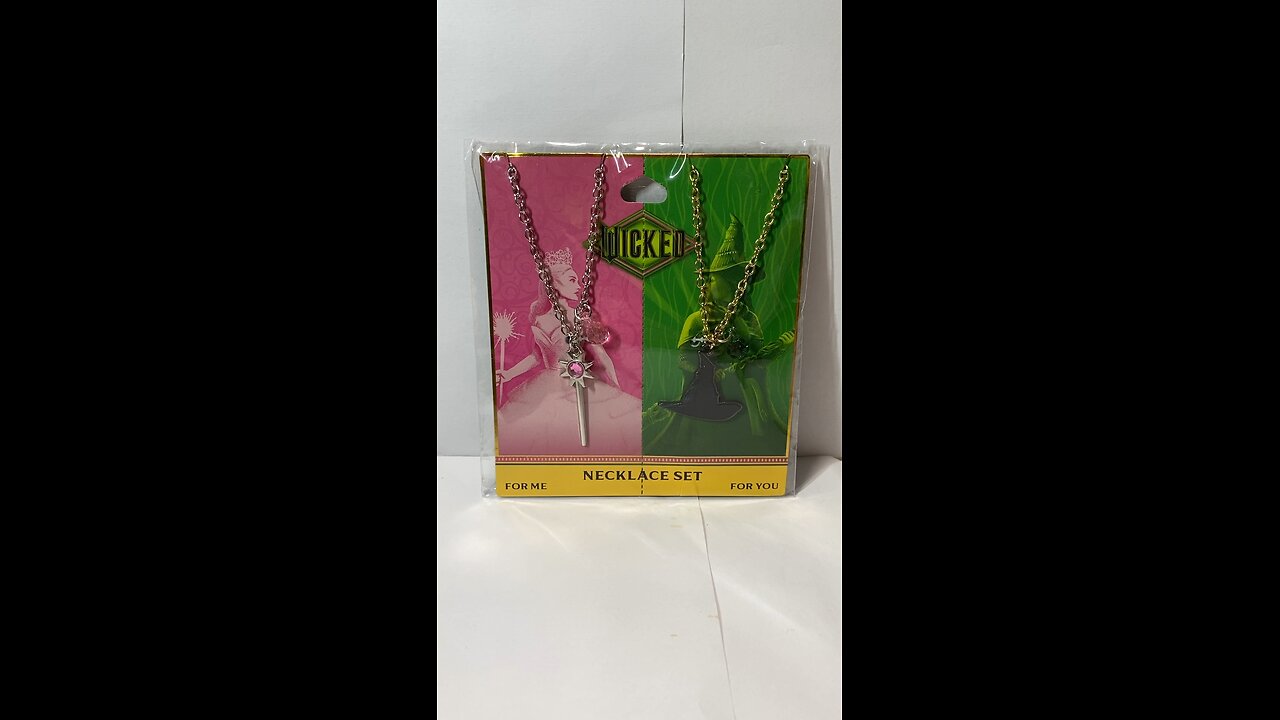 WICKED
NECKLACE SET
FOR ME
FOR YOU